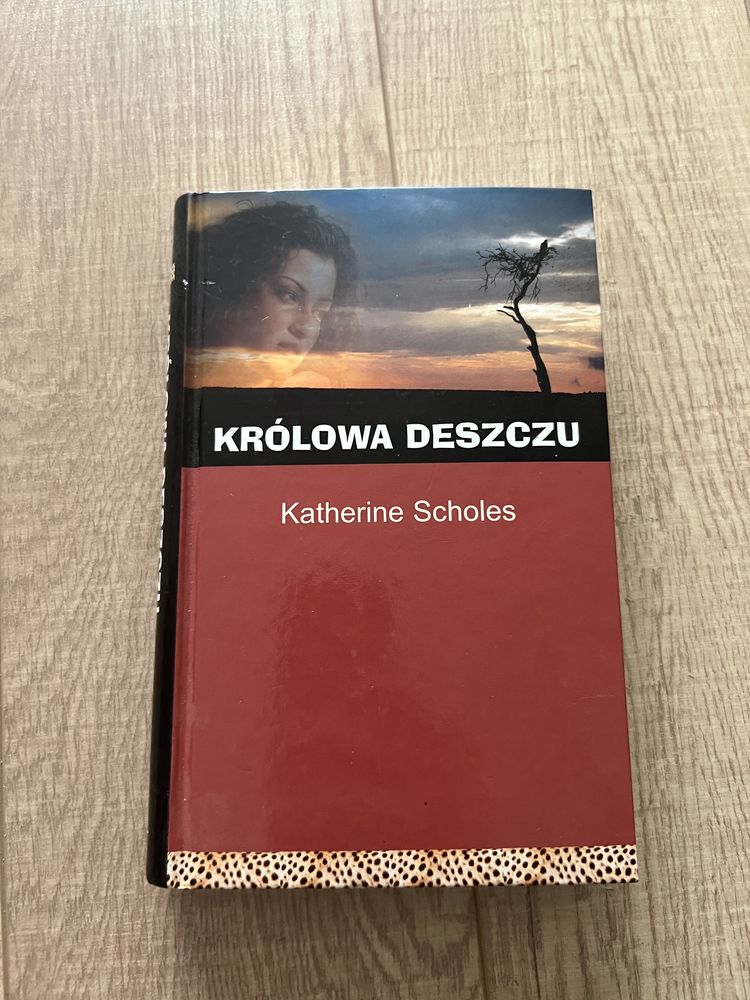 KRÓLOWA DESZCZU
Katherine Scholes